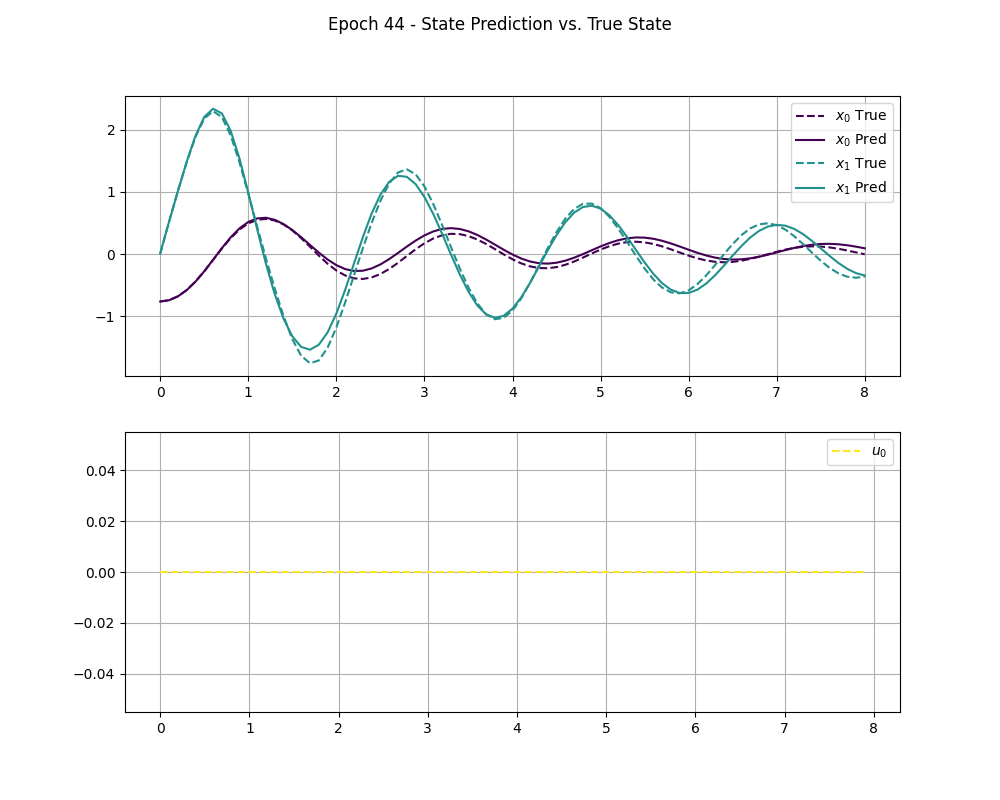 Epoch 44 - State Prediction vs. True State
x₀ True
x₀ Pred
x₁ True
x₁ Pred
2
1
0
−1
0 1 2 3 4 5 6 7 8
u₀
0.04
0.02
0.00
−0.02
−0.04
0 1 2 3 4 5 6 7 8